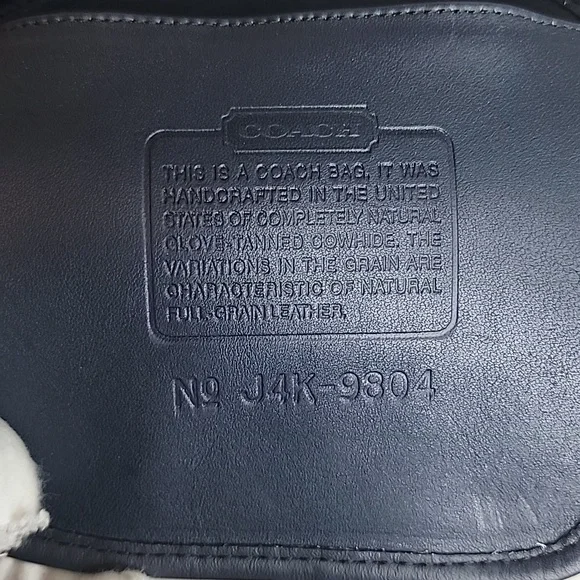 COACH
THIS IS A COACH BAG. IT WAS
HANDCRAFTED IN THE UNITED
STATES OF COMPLETELY NATURAL
GLOVE-TANNED COWHIDE. THE
VARIATIONS IN THE GRAIN ARE
CHARACTERISTIC OF NATURAL
FULL GRAIN LEATHER.
Nº J4K-9804